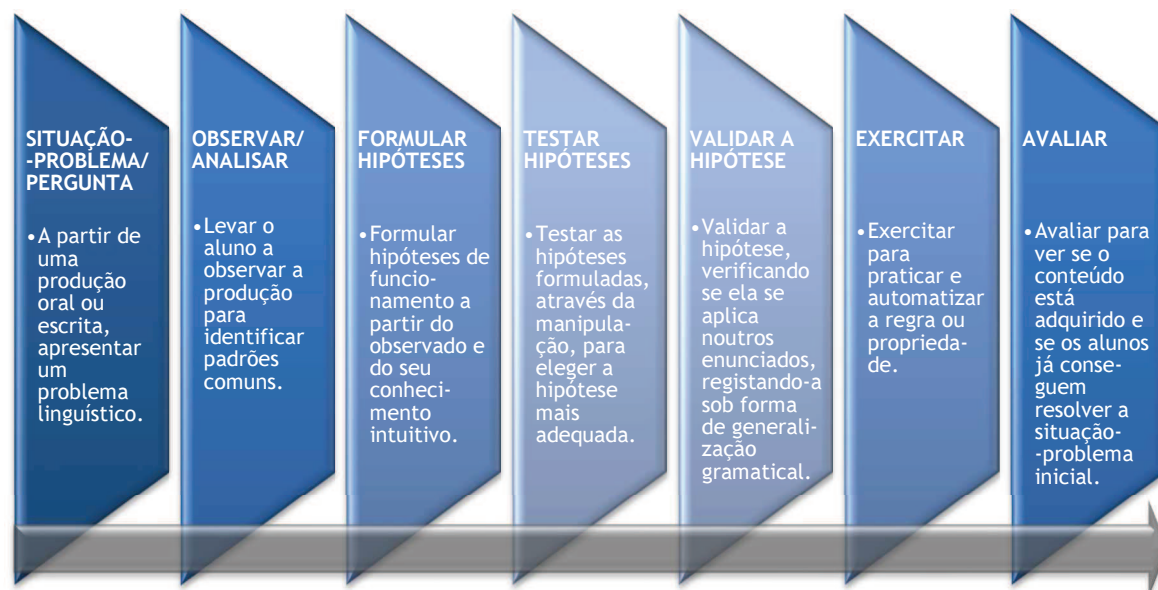 SITUAÇÃO-
-PROBLEMA/
PERGUNTA
•A partir de
uma
produção
oral ou
escrita,
apresentar
um
problema
linguístico.
OBSERVAR/
ANALISAR
•Levar o
aluno a
observar a
produção
para
identificar
padrões
comuns.
FORMULAR
HIPÓTESES
•Formular
hipóteses de
funcio-
namento a
partir do
observado e
do seu
conheci-
mento
intuitivo.
TESTAR
HIPÓTESES
•Testar as
hipóteses
formuladas,
através da
manipula-
ção, para
eleger a
hipótese
mais
adequada.
VALIDAR A
HIPÓTESE
•Validar a
hipótese,
verificando
se ela se
aplica
noutros
enunciados,
registando-a
sob forma
de generali-
zação
gramatical.
EXERCITAR
•Exercitar
para
praticar e
automatizar
a regra ou
proprieda-
de.
AVALIAR
•Avaliar para
ver se o
conteúdo
está
adquirido e
se os alunos
já conse-
guem
resolver a
situação-
-problema
inicial.